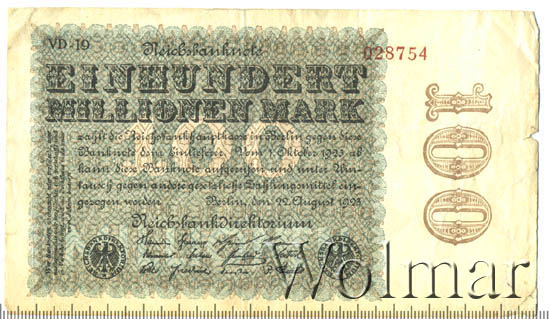 VD·19
028754
Reichsbanknote
EINHUNDERT
MILLIONEN MARK
zahlt die Reichsbankhauptkasse in Berlin gegen diese
Banknote dem Einlieferer. Vom 1. Oktober 1923 ab
kann diese Banknote aufgerufen und unter Um-
tausch gegen andere gesetzliche Zahlungsmittel ein-
gezogen werden
Berlin, den 22. August 1923
Reichsbankdirektorium
100
Wolmar